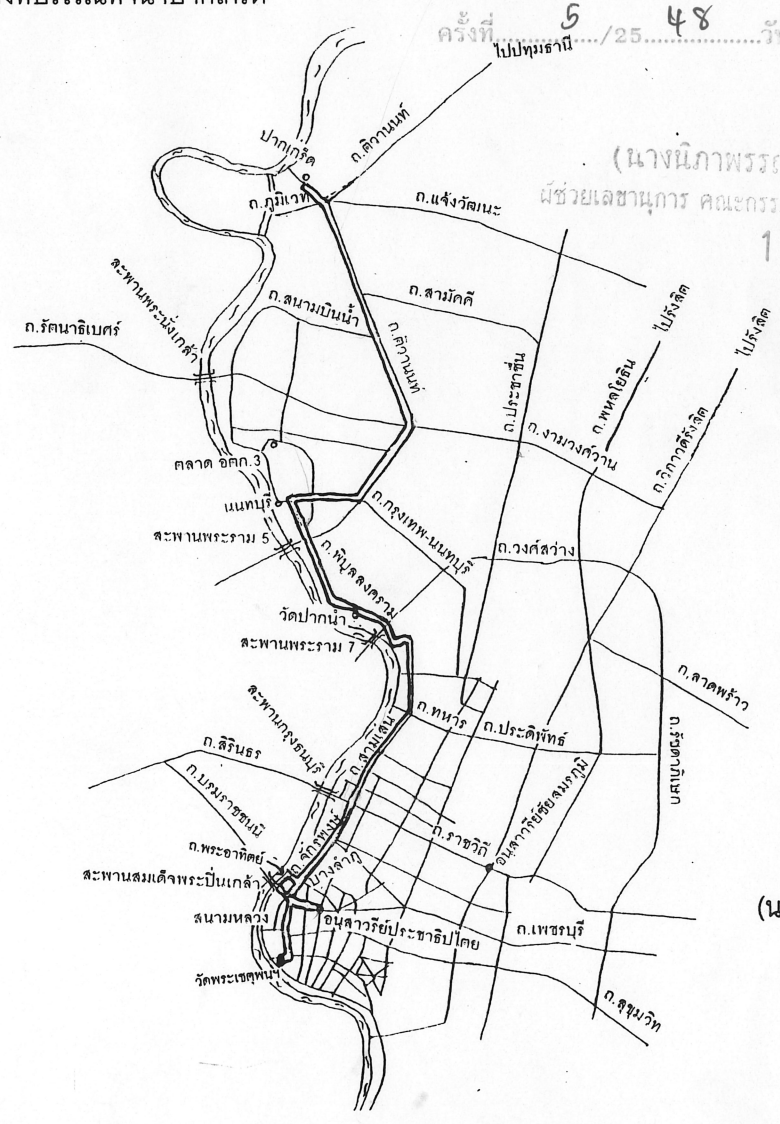 ครั้งที่ 5 /25 48
ไปปทุมธานี
ปากเกร็ด
ถ.ติวานนท์
(นางนิภาพรรณ
ผู้ช่วยเลขานุการ คณะกรร
1
ถ.ภูมิเวท
ถ.แจ้งวัฒนะ
สะพานพระนั่งเกล้า
ถ.สนามบินน้ำ
ถ.สามัคคี
ถ.รัตนาธิเบศร์
ถ.ติวานนท์
ถ.ประชาชื่น
ถ.พหลโยธิน
ไปรังสิต
ไปรังสิต
ถ.งามวงศ์วาน
ถ.วิภาวดีรังสิต
ตลาด อตก.3
นนทบุรี
ถ.กรุงเทพ-นนทบุรี
สะพานพระราม 5
ถ.พิบูลสงคราม
ถ.วงศ์สว่าง
วัดปากน้ำ
สะพานพระราม 7
ถ.ลาดพร้าว
ถ.รัชดาภิเษก
สะพานกรุงธนบุรี
ถ.ทหาร
ถ.ประดิพัทธ์
ถ.สามเสน
ถ.สิรินธร
ถ.บรมราชชนนี
ถ.ราชวิถี
อนุสาวรีย์ชัยสมรภูมิ
ถ.จักรพงษ์
ถ.พระอาทิตย์
บางลำภู
สะพานสมเด็จพระปิ่นเกล้า
สนามหลวง
อนุสาวรีย์ประชาธิปไตย
ถ.เพชรบุรี
(น
วัดพระเชตุพนฯ
ถ.สุขุมวิท